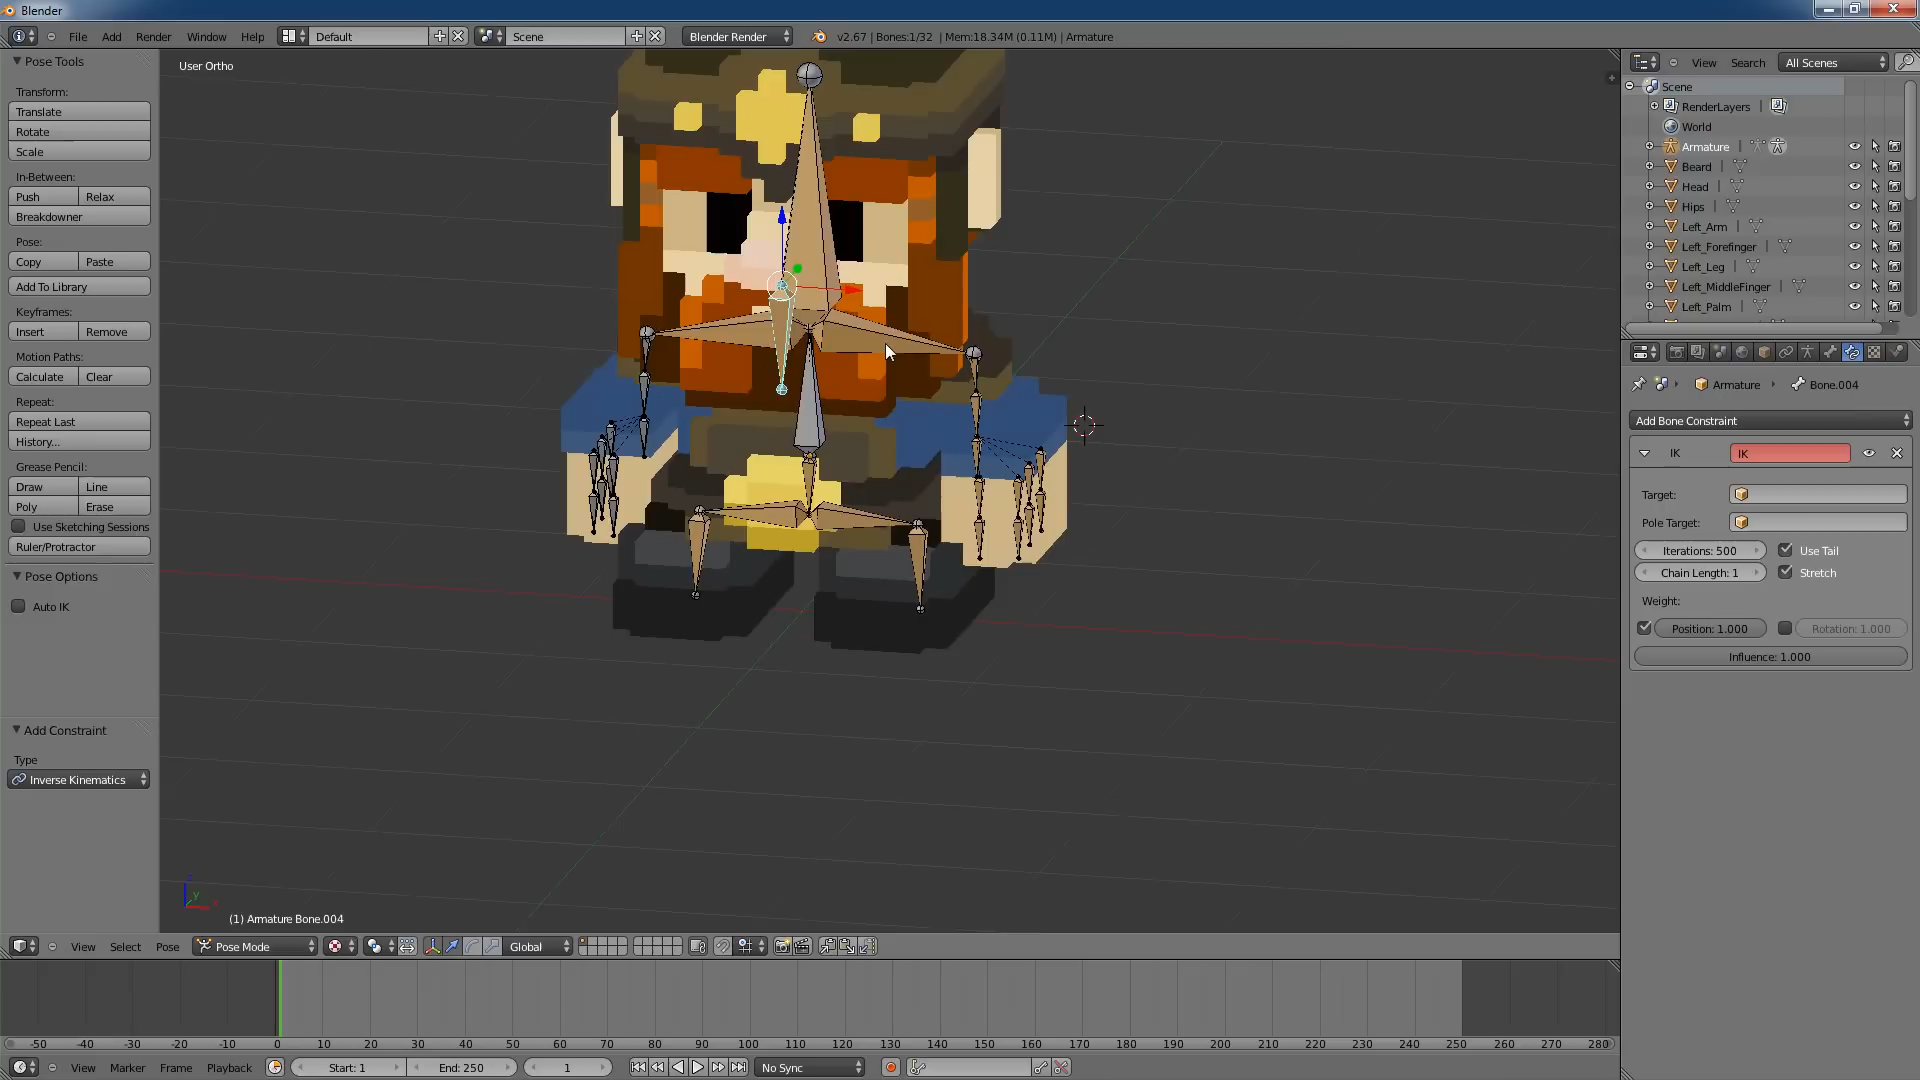 Blender
File Add Render Window Help Default Scene Blender Render v2.67 | Bones:1/32 | Mem:18.34M (0.11M) | Armature
Pose Tools
Transform:
Translate
Rotate
Scale
In-Between:
Push Relax
Breakdowner
Pose:
Copy Paste
Add To Library
Keyframes:
Insert Remove
Motion Paths:
Calculate Clear
Repeat:
Repeat Last
History...
Grease Pencil:
Draw Line
Poly Erase
Use Sketching Sessions
Ruler/Protractor
Pose Options
Auto IK
Add Constraint
Type
Inverse Kinematics
User Ortho
z
y
x
(1) Armature Bone.004
View Select Pose Pose Mode Global
View Search All Scenes
Scene
RenderLayers
World
Armature
Beard
Head
Hips
Left_Arm
Left_Forefinger
Left_Leg
Left_MiddleFinger
Left_Palm
Armature Bone.004
Add Bone Constraint
IK IK
Target:
Pole Target:
Iterations: 500 Use Tail
Chain Length: 1 Stretch
Weight:
Position: 1.000 Rotation: 1.000
Influence: 1.000
-50 -40 -30 -20 -10 0 10 20 30 40 50 60 70 80 90 100 110 120 130 140 150 160 170 180 190 200 210 220 230 240 250 260 270 280
View Marker Frame Playback Start: 1 End: 250 1 No Sync